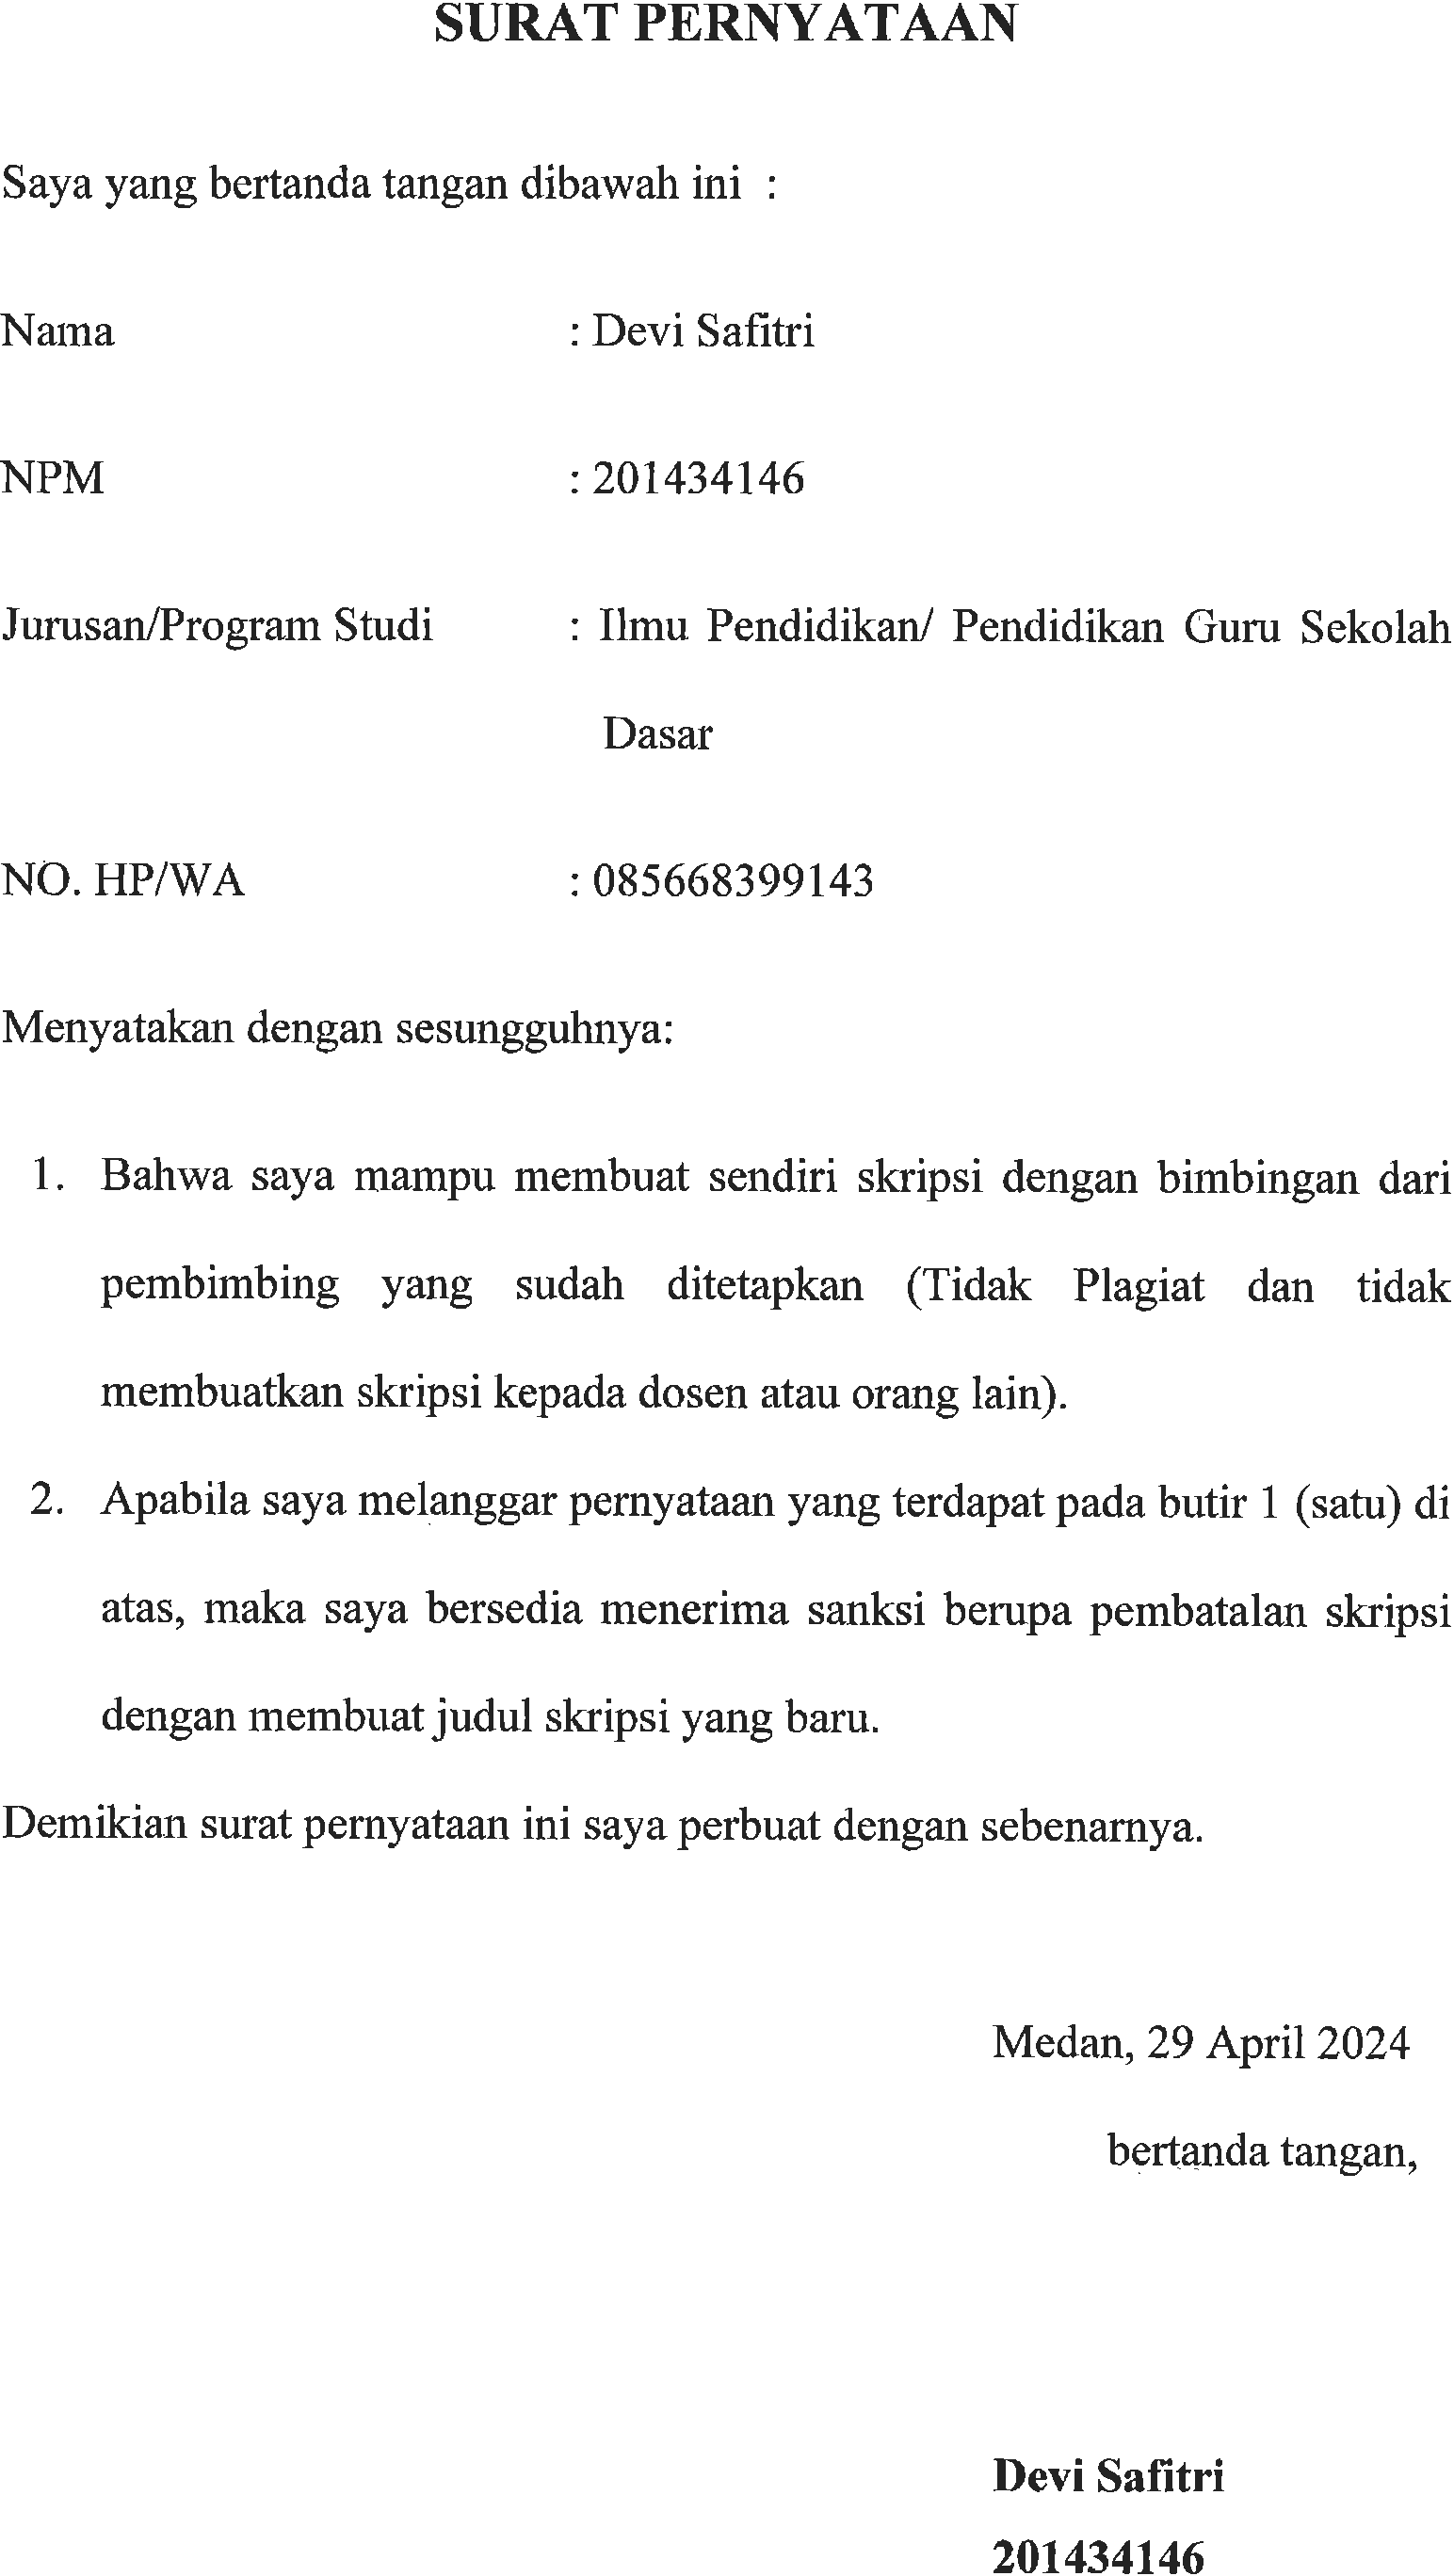 SURAT PERNYATAAN
Saya yang bertanda tangan dibawah ini :
Nama : Devi Safitri
NPM : 201434146
Jurusan/Program Studi : Ilmu Pendidikan/ Pendidikan Guru Sekolah
Dasar
NO. HP/WA : 085668399143
Menyatakan dengan sesungguhnya:
1. Bahwa saya mampu membuat sendiri skripsi dengan bimbingan dari
pembimbing yang sudah ditetapkan (Tidak Plagiat dan tidak
membuatkan skripsi kepada dosen atau orang lain).
2. Apabila saya melanggar pernyataan yang terdapat pada butir 1 (satu) di
atas, maka saya bersedia menerima sanksi berupa pembatalan skripsi
dengan membuat judul skripsi yang baru.
Demikian surat pernyataan ini saya perbuat dengan sebenarnya.
Medan, 29 April 2024
bertanda tangan,
Devi Safitri
201434146